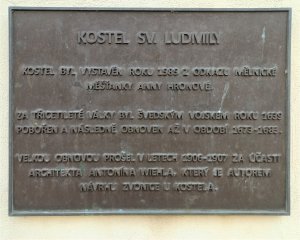 KOSTEL SV. LUDMILY
KOSTEL BYL VYSTAVĚN ROKU 1585 Z ODKAZU MĚLNICKÉ
MĚŠŤANKY ANNY HRONOVÉ.
ZA TŘICETILETÉ VÁLKY BYL ŠVÉDSKÝM VOJSKEM ROKU 1639
POBOŘEN A NÁSLEDNĚ OBNOVEN AŽ V OBDOBÍ 1673-1683.
VELKOU OBNOVOU PROŠEL V LETECH 1906-1907 ZA ÚČASTI
ARCHITEKTA ANTONÍNA WIEHLA, KTERÝ JE AUTOREM
NÁVRHU ZVONICE U KOSTELA.